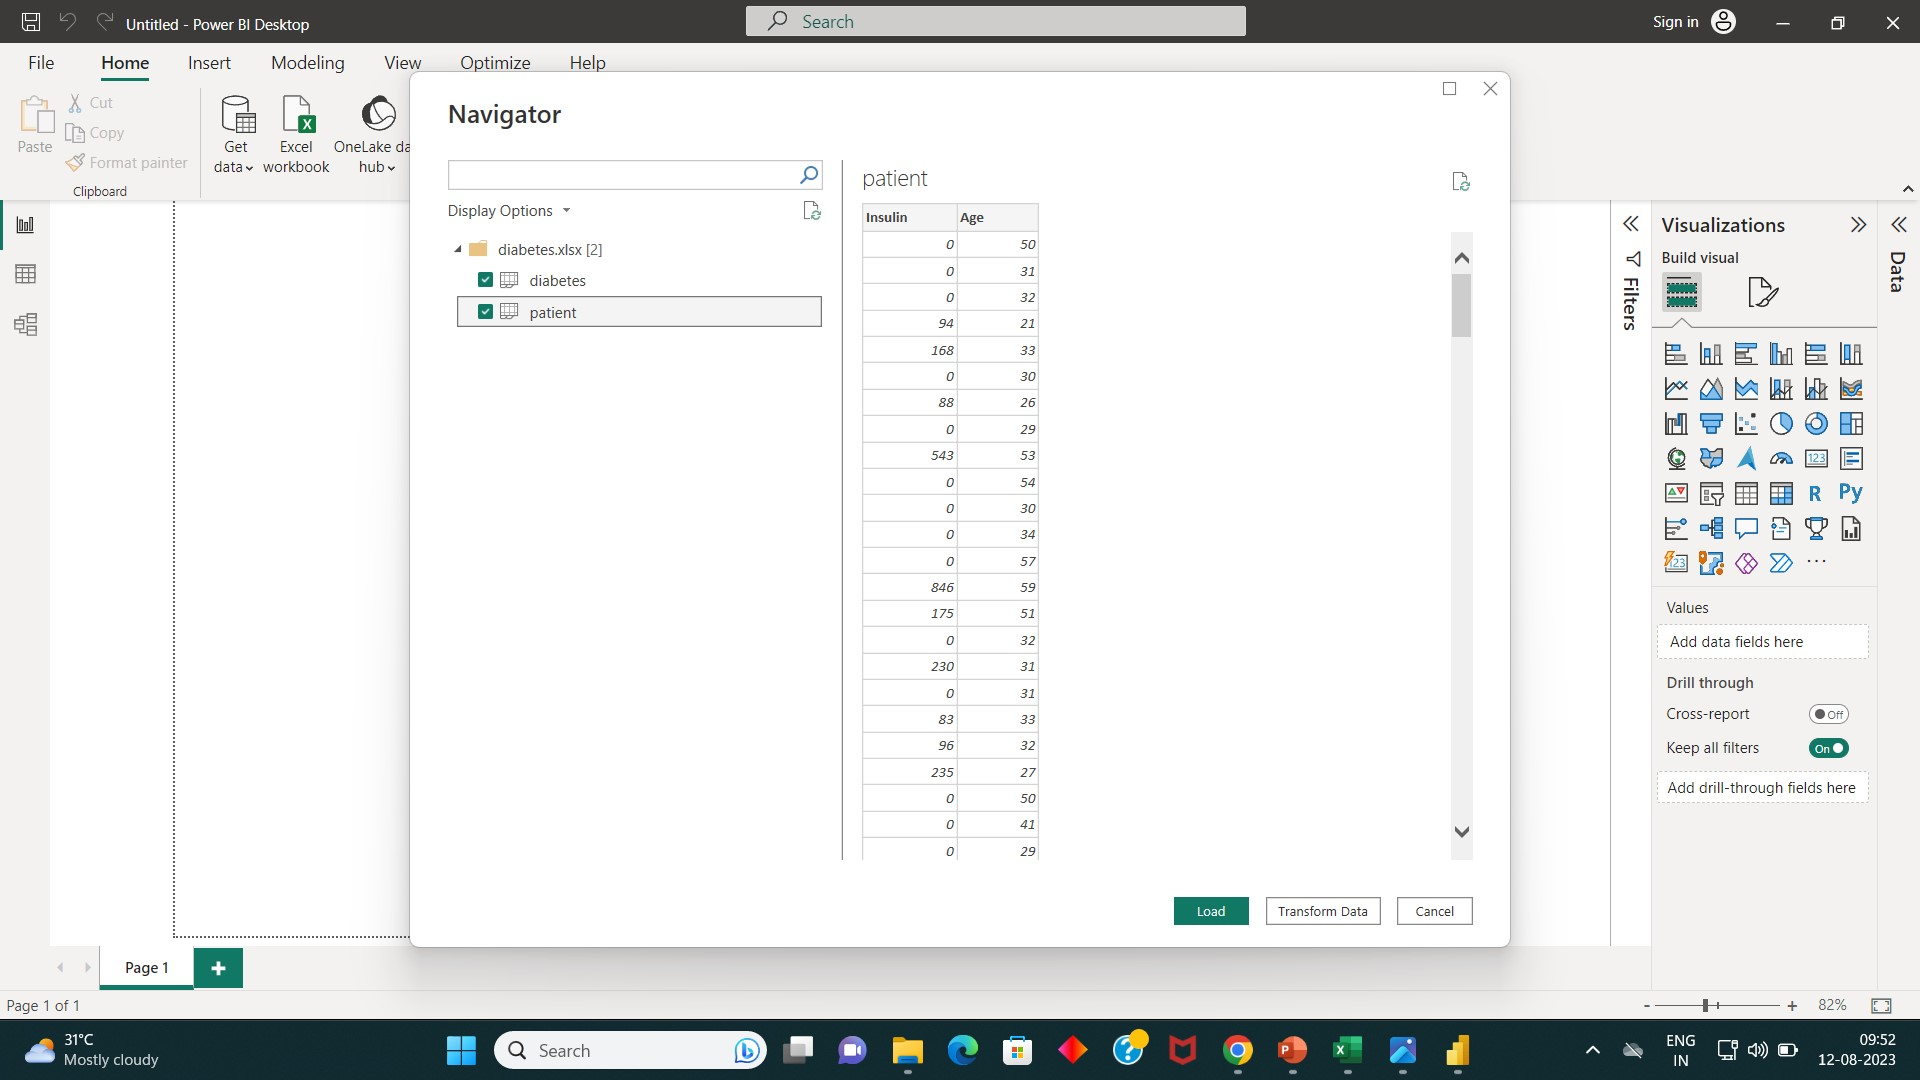 Untitled - Power BI Desktop
Search
Sign in
File Home Insert Modeling View Optimize Help
Paste
Cut
Copy
Format painter
Clipboard
Get data
Excel workbook
OneLake da
hub
Navigator
Display Options
diabetes.xlsx [2]
diabetes
patient
patient
Insulin Age
0 50
0 31
0 32
94 21
168 33
0 30
88 26
0 29
543 53
0 54
0 30
0 34
0 57
846 59
175 51
0 32
230 31
0 31
83 33
96 32
235 27
0 50
0 41
0 29
Load Transform Data Cancel
Filters
Visualizations
Build visual
123
R Py
123
Values
Add data fields here
Drill through
Cross-report Off
Keep all filters On
Add drill-through fields here
Data
Page 1
Page 1 of 1
- + 82%
31°C
Mostly cloudy
Search
ENG
IN
09:52
12-08-2023